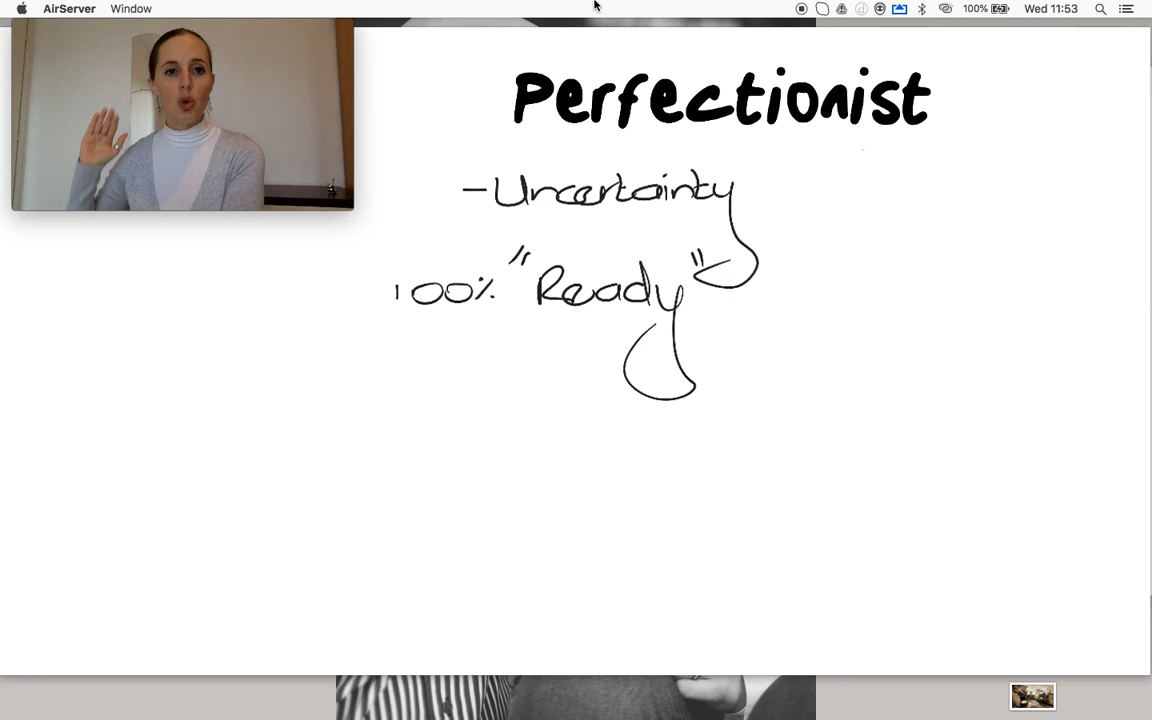 AirServer Window 100% Wed 11:53
Perfectionist
- Uncertainty
100% "Ready"